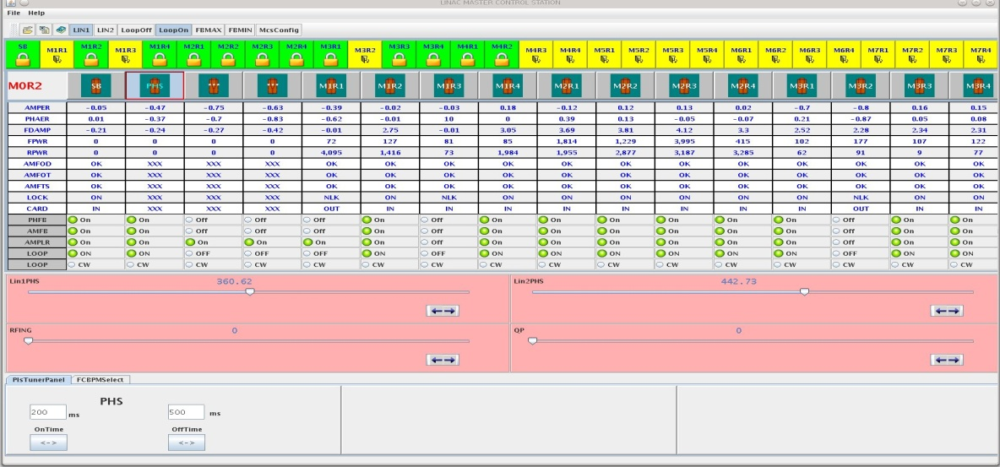 LINAC MASTER CONTROL STATION
File Help
LIN1 LIN2 LoopOff LoopOn FBMAX FBMIN McsConfig
SB M1R1 M1R2 M1R3 M1R4 M2R1 M2R2 M2R3 M2R4 M3R1 M3R2 M3R3 M3R4 M4R1 M4R2 M4R3 M4R4 M5R1 M5R2 M5R3 M5R4 M6R1 M6R2 M6R3 M6R4 M7R1 M7R2 M7R3 M7R4
M0R2 SB PHS *** *** M1R1 M1R2 M1R3 M1R4 M2R1 M2R2 M2R3 M2R4 M3R1 M3R2 M3R3 M3R4
AMPER -0.05 -0.47 -0.75 -0.63 -0.39 -0.02 -0.03 0.18 -0.12 0.12 0.13 0.02 -0.7 -0.8 0.16 0.15
PHAER 0.01 -0.37 -0.7 -0.83 -0.62 -0.01 10 0 0.39 0.13 -0.05 -0.07 0.21 -0.87 0.05 0.08
FDAMP -0.21 -0.24 -0.27 -0.42 -0.01 2.75 -0.01 3.05 3.69 3.81 4.12 3.3 2.52 2.28 2.34 2.31
FPWR 0 0 0 0 72 127 81 85 1,814 1,229 3,995 415 102 177 107 122
RPWR 0 0 0 0 4,095 1,416 73 1,984 1,955 2,877 3,187 3,285 62 91 9 77
AMFOD OK XXX XXX XXX OK OK OK OK OK OK OK OK OK OK OK OK
AMFOT OK XXX XXX XXX OK OK OK OK OK OK OK OK OK OK OK OK
AMFTS OK XXX XXX XXX OK OK OK OK OK OK OK OK OK OK OK OK
LOCK ON XXX XXX XXX NLK ON NLK ON ON ON ON ON ON NLK ON ON
CARD IN XXX XXX XXX OUT IN IN IN IN IN IN IN IN OUT IN IN
PHFB On On Off Off Off On Off On On On On On On Off On On
AMFB On On Off Off Off On Off On On On On On On Off On On
AMPLR On On On On On On Off On On On On On On On On On
LOOP ON ON OFF OFF OFF ON OFF ON ON ON ON ON ON OFF ON ON
LOOP CW CW CW CW CW CW CW CW CW CW CW CW CW CW CW CW
Lin1PHS 360.62 Lin2PHS 442.73
RFING 0 QP 0
PlsTunerPanel FCBPMSelect
PHS
200 ms 500 ms
OnTime OffTime
<-> <->